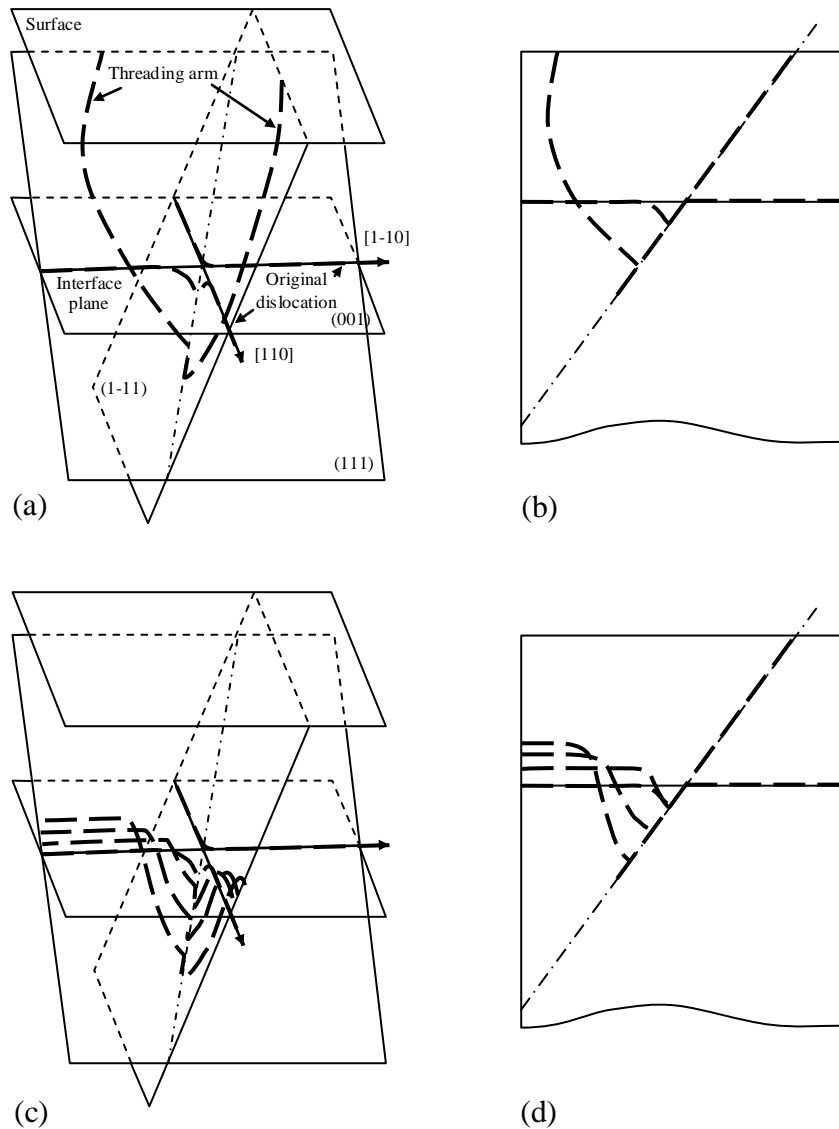 Surface
Threading arm
[1-10]
Interface
plane
Original
dislocation
(001)
[110]
(1-11)
(111)
(a)
(b)
(c)
(d)